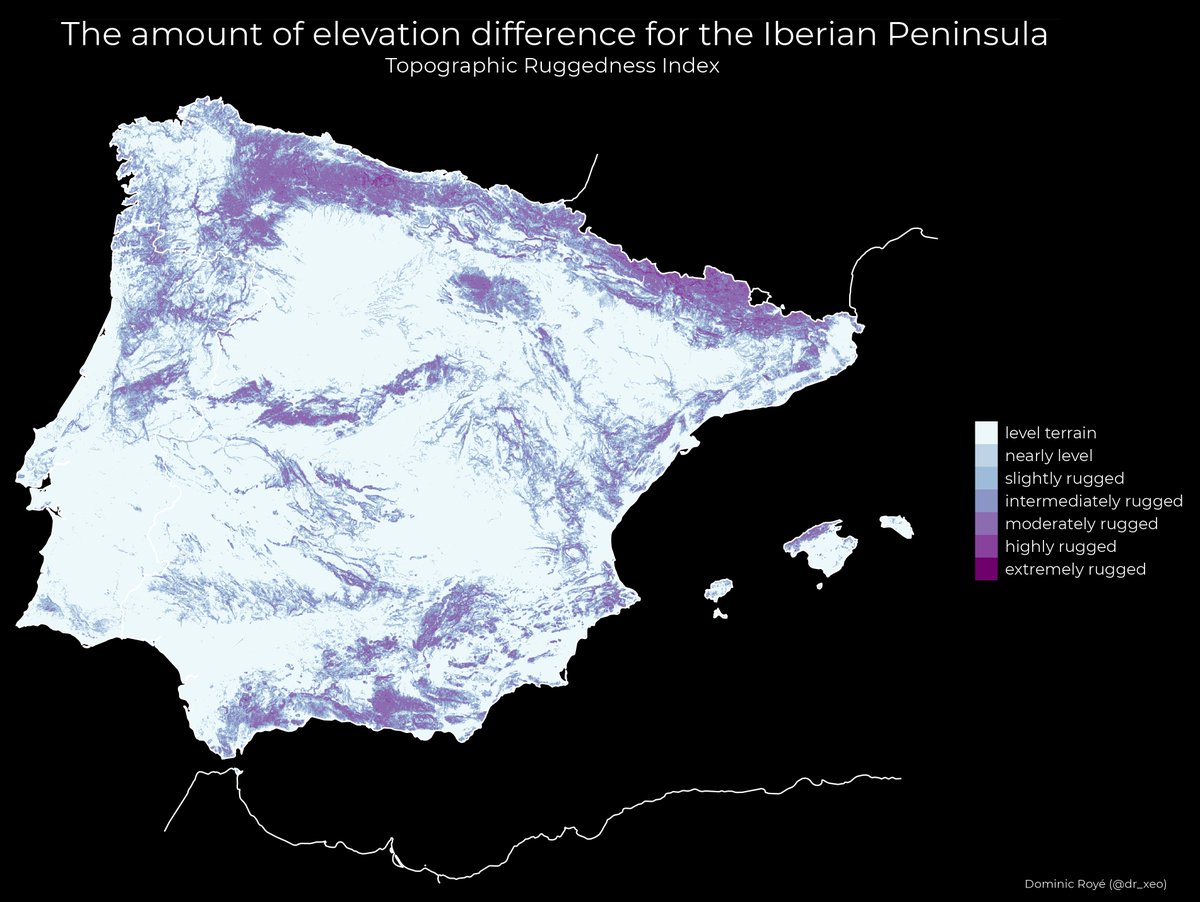 The amount of elevation difference for the Iberian Peninsula
Topographic Ruggedness Index
level terrain
nearly level
slightly rugged
intermediately rugged
moderately rugged
highly rugged
extremely rugged
Dominic Royé (@dr_xeo)